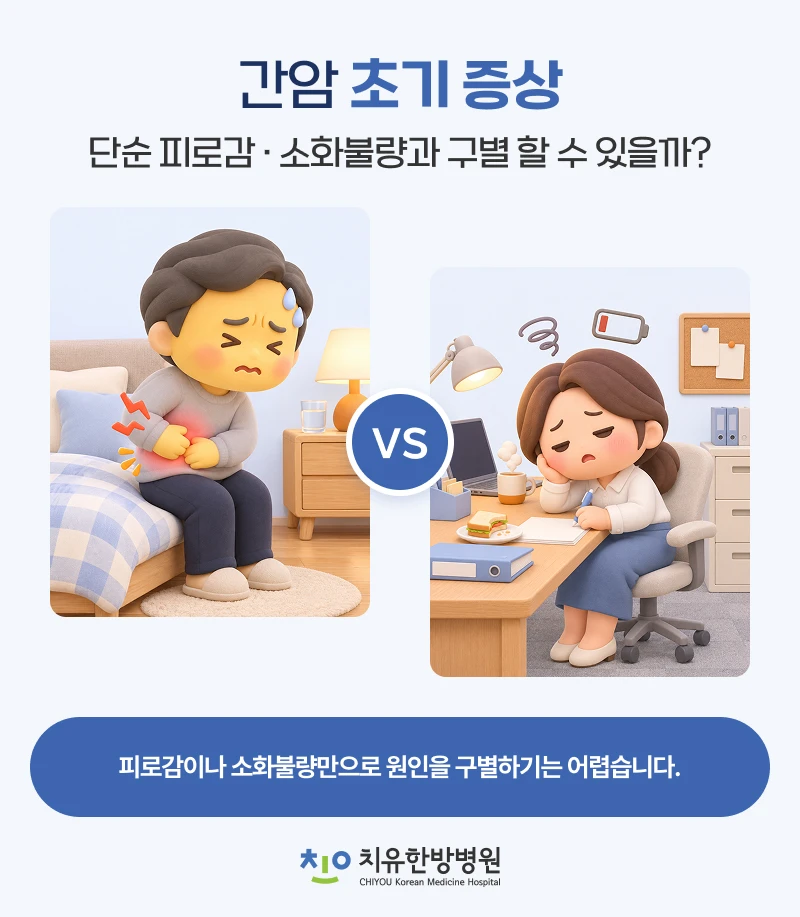 간암 초기 증상
단순 피로감 · 소화불량과 구별 할 수 있을까?
VS
피로감이나 소화불량만으로 원인을 구별하기는 어렵습니다.
치유 치유한방병원
CHIYOU Korean Medicine Hospital